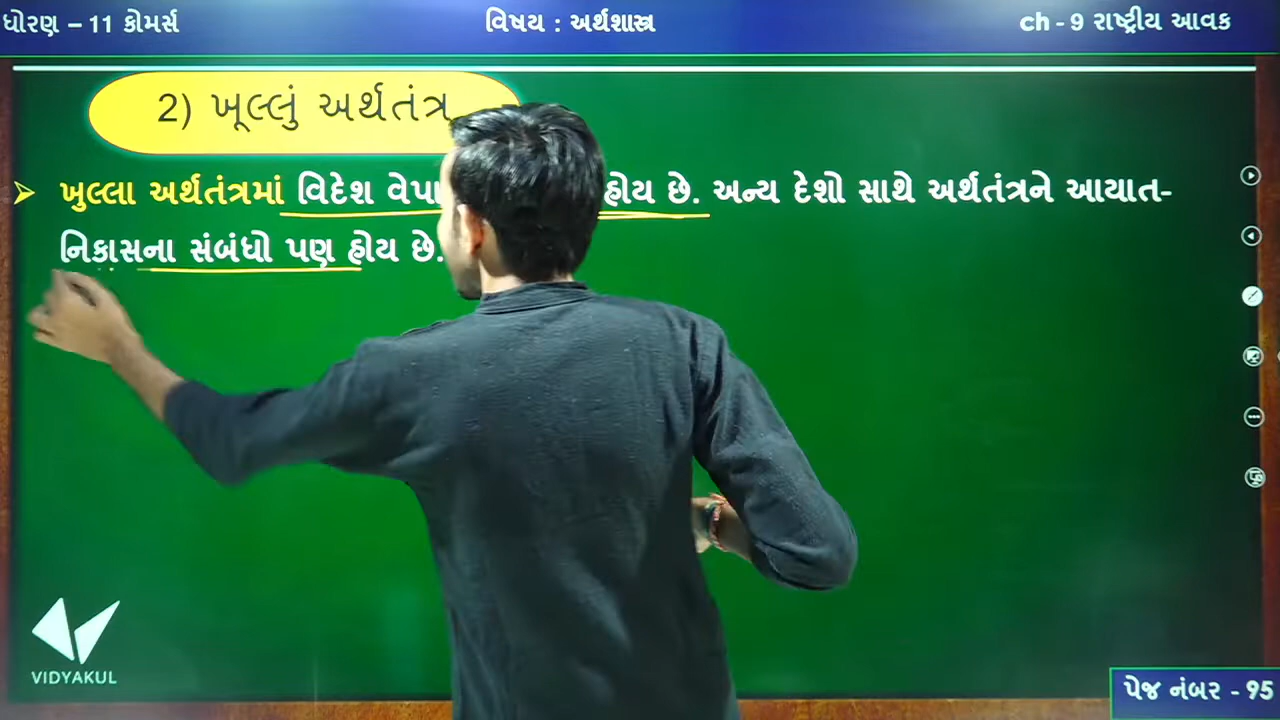 ધોરણ – 11 કોમર્સ
વિષય : અર્થશાસ્ત્ર
ch - 9 રાષ્ટ્રીય આવક
2) ખૂલ્લું અર્થતંત્ર
ખુલ્લા અર્થતંત્રમાં વિદેશ હોય છે. અન્ય દેશો સાથે અર્થતંત્રને આયાત-
નિકાસના સંબંધો પણ હોય છે.
VIDYAKUL
પેજ નંબર - 95